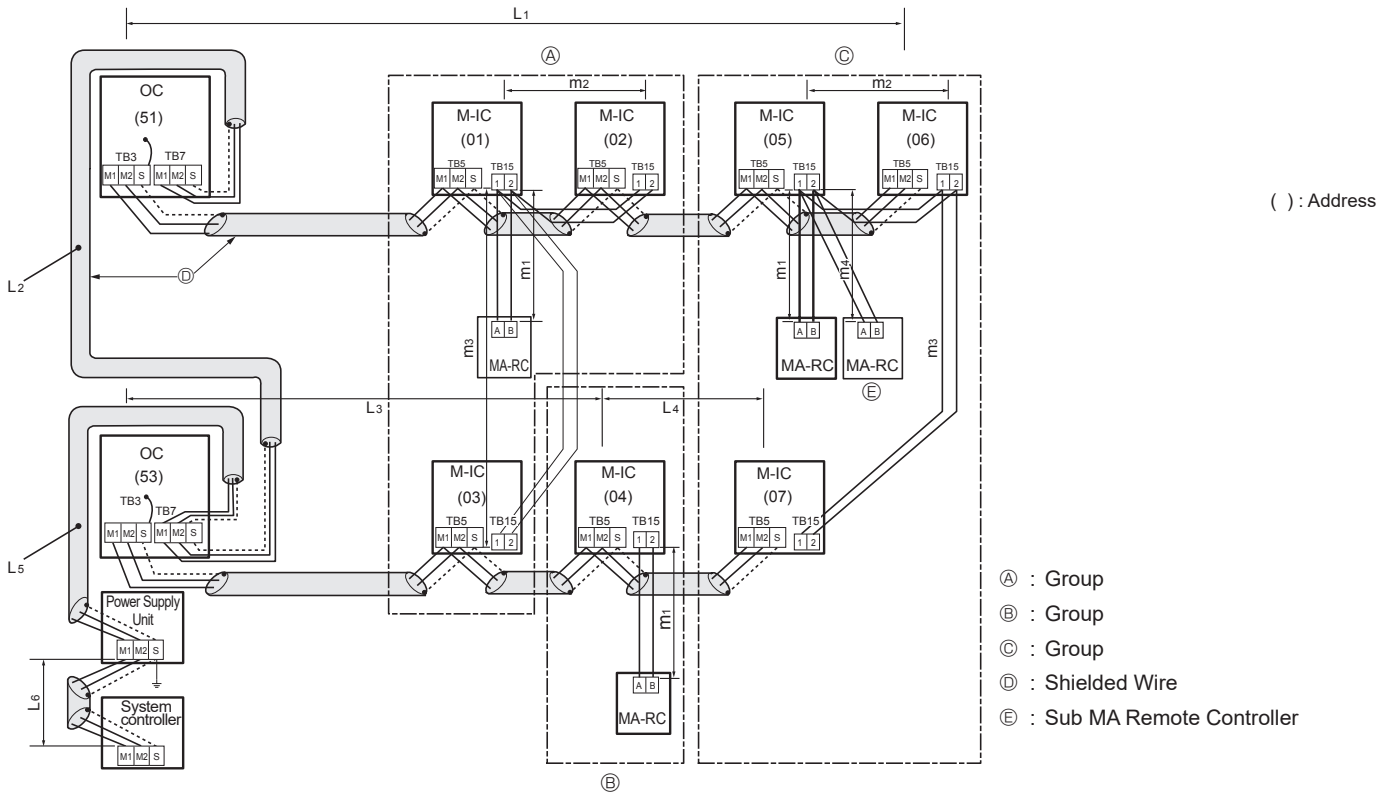 L1
Ⓐ
Ⓒ
m2
m2
OC
(51)
TB3
TB7
M1 M2 S
M1 M2 S
M-IC
(01)
TB5
TB15
M1 M2 S
1 2
M-IC
(02)
TB5
TB15
M1 M2 S
1 2
M-IC
(05)
TB5
TB15
M1 M2 S
1 2
M-IC
(06)
TB5
TB15
M1 M2 S
1 2
( ) : Address
L2
Ⓓ
m1
m3
A B
MA-RC
m1
m4
m3
A B
MA-RC
A B
MA-RC
Ⓔ
L3
L4
OC
(53)
TB3
TB7
M1 M2 S
M1 M2 S
M-IC
(03)
TB5
TB15
M1 M2 S
1 2
M-IC
(04)
TB5
TB15
M1 M2 S
1 2
M-IC
(07)
TB5
TB15
M1 M2 S
1 2
L5
Power Supply
Unit
M1 M2 S
L6
System
controller
M1 M2 S
m1
A B
MA-RC
Ⓑ
Ⓐ : Group
Ⓑ : Group
Ⓒ : Group
Ⓓ : Shielded Wire
Ⓔ : Sub MA Remote Controller